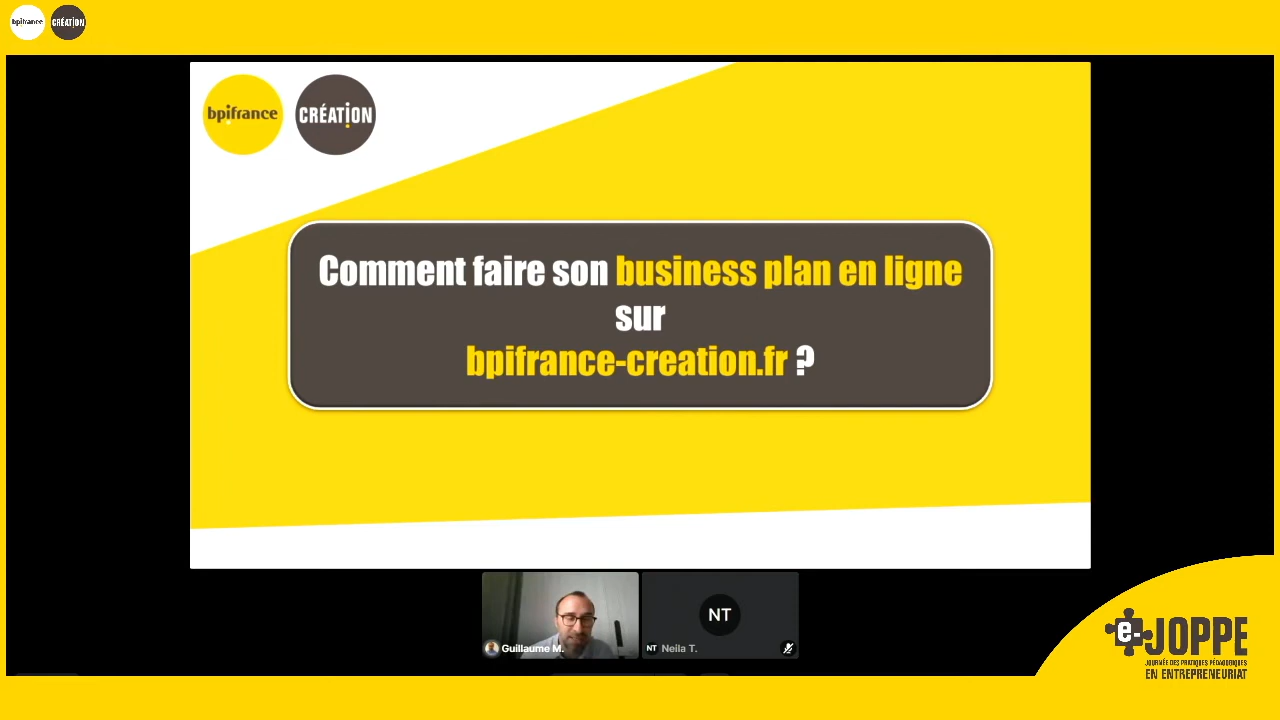 bpifrance
CRÉATION
bpifrance
CRÉATION
Comment faire son business plan en ligne
sur
bpifrance-creation.fr ?
Guillaume M.
NT
NT Neila T.
e-JOPPE
JOURNÉE DES PRATIQUES PÉDAGOGIQUES
EN ENTREPRENEURIAT